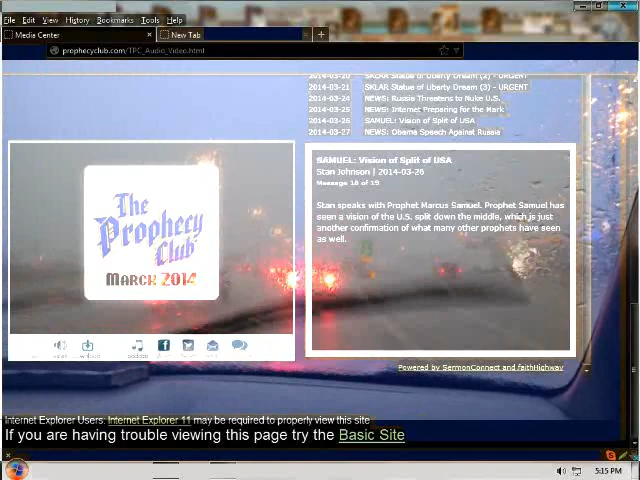 File Edit View History Bookmarks Tools Help
Media Center
New Tab
prophecyclub.com/TPC_Audio_Video.html
2014-03-20 SKLAR Statue of Liberty Dream (2) - URGENT
2014-03-21 SKLAR Statue of Liberty Dream (3) - URGENT
2014-03-24 NEWS: Russia Threatens to Nuke U.S.
2014-03-25 NEWS: Internet Preparing for the Mark
2014-03-26 SAMUEL: Vision of Split of USA
2014-03-27 NEWS: Obama Speech Against Russia
The
Prophecy
Club
March 2014
SAMUEL: Vision of Split of USA
Stan Johnson | 2014-03-26
Message 18 of 19
Stan speaks with Prophet Marcus Samuel. Prophet Samuel has
seen a vision of the U.S. split down the middle, which is just
another confirmation of what many other prophets have seen
as well.
podcast
Powered by SermonConnect and faithHighway
Internet Explorer Users: Internet Explorer 11 may be required to properly view this site
If you are having trouble viewing this page try the Basic Site
5:15 PM